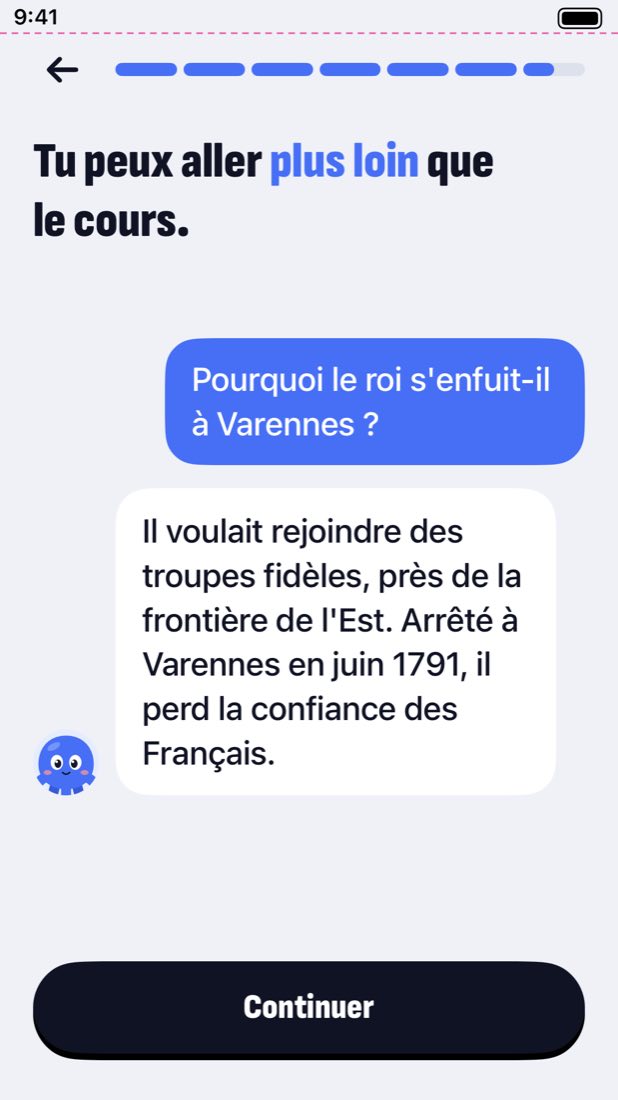 9:41
Tu peux aller plus loin que
le cours.
Pourquoi le roi s'enfuit-il
à Varennes ?
Il voulait rejoindre des
troupes fidèles, près de la
frontière de l'Est. Arrêté à
Varennes en juin 1791, il
perd la confiance des
Français.
Continuer